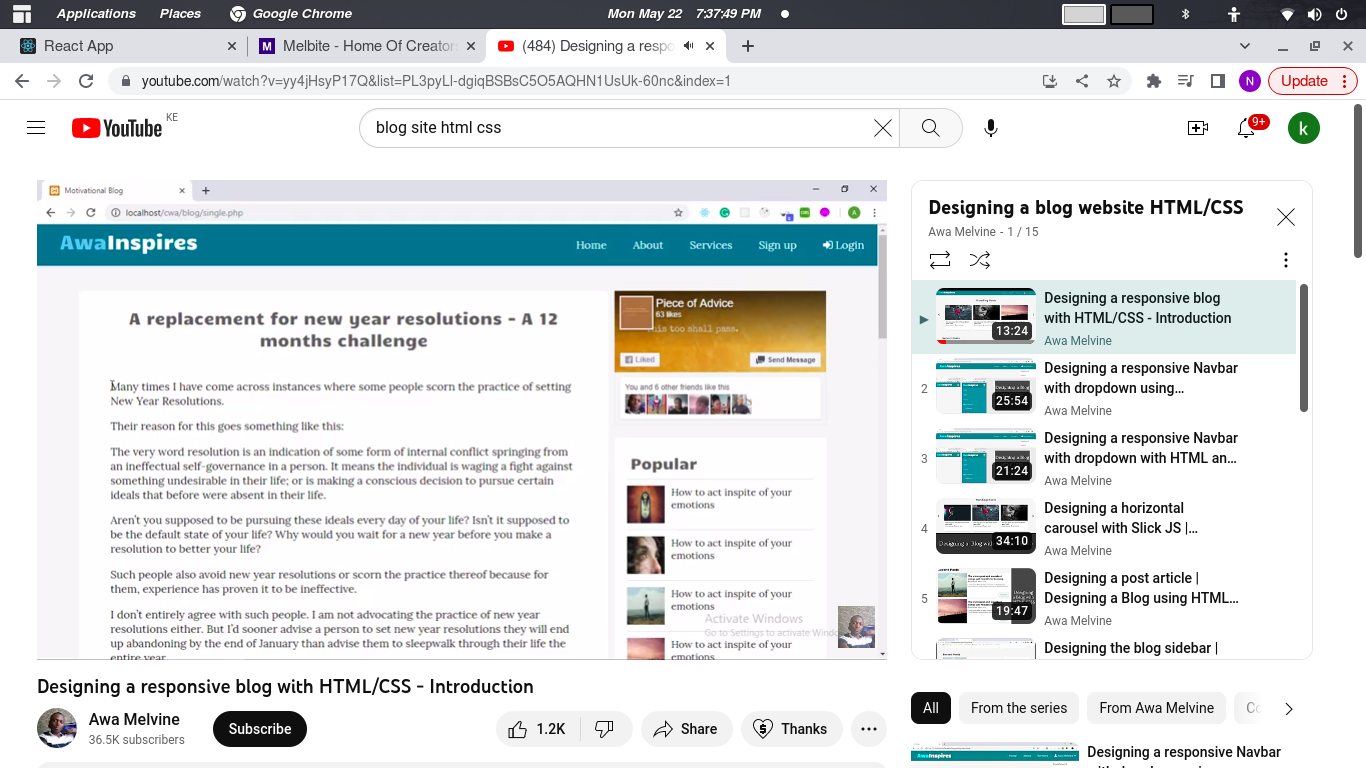 Applications Places Google Chrome Mon May 22 7:37:49 PM
React App
Melbite - Home Of Creator
(484) Designing a respo
youtube.com/watch?v=yy4jHsyP17Q&list=PL3pyLl-dgiqBSBsC5O5AQHN1UsUk-60nc&index=1
N
Update
YouTube KE
blog site html css
9+
k
Motivational Blog
localhost/cwa/blog/single.php
A
AwaInspires
Home About Services Sign up Login
A replacement for new year resolutions - A 12
months challenge
Many times I have come across instances where some people scorn the practice of setting
New Year Resolutions.
Their reason for this goes something like this:
The very word resolution is an indication of some form of internal conflict springing from
an ineffectual self-governance in a person. It means the individual is waging a fight against
something undesirable in their life; or is making a conscious decision to pursue certain
ideals that before were absent in their life.
Aren't you supposed to be pursuing these ideals every day of your life? Isn't it supposed to
be the default state of your life? Why would you wait for a new year before you make a
resolution to better your life?
Such people also avoid new year resolutions or scorn the practice thereof because for
them, experience has proven it to be ineffective.
I don't entirely agree with such people. I am not advocating the practice of new year
resolutions either. But I'd sooner advise a person to set new year resolutions they will end
up abandoning by the end of January than advise them to sleepwalk through their life the
entire year.
Piece of Advice
63 likes
This too shall pass.
Liked
Send Message
You and 6 other friends like this
Popular
How to act inspite of your
emotions
How to act inspite of your
emotions
How to act inspite of your
emotions
How to act inspite of your
emotions
Activate Windows
Go to Settings to activate Windo
Designing a responsive blog with HTML/CSS - Introduction
Awa Melvine
36.5K subscribers
Subscribe
1.2K
Share
Thanks
Designing a blog website HTML/CSS
Awa Melvine - 1 / 15
13:24
Designing a responsive blog
with HTML/CSS - Introduction
Awa Melvine
2
25:54
Designing a responsive Navbar
with dropdown using...
Awa Melvine
3
21:24
Designing a responsive Navbar
with dropdown with HTML an...
Awa Melvine
4
34:10
Designing a horizontal
carousel with Slick JS |...
Awa Melvine
5
19:47
Designing a post article |
Designing a Blog using HTML...
Awa Melvine
Designing the blog sidebar |
All
From the series
From Awa Melvine
AwaInspires
Designing a responsive Navbar